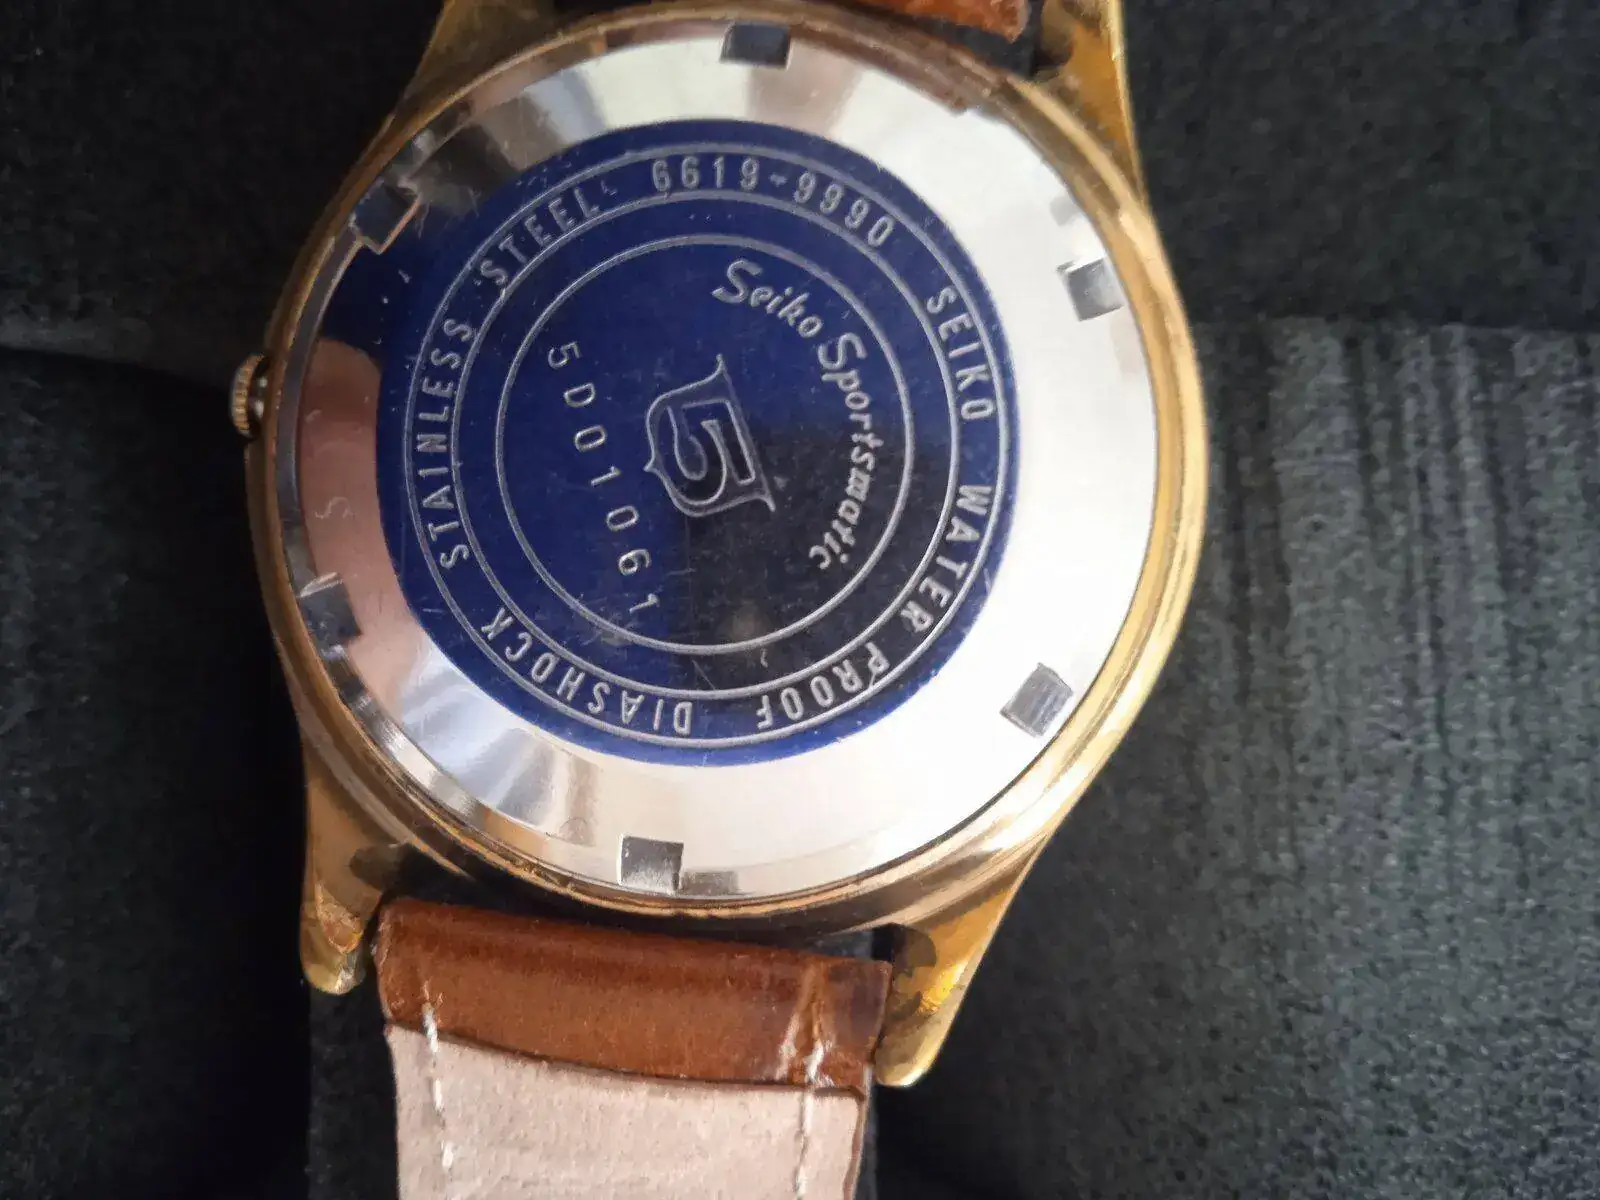 STAINLESS STEEL 6619-9990 SEIKO WATER PROOF DIASHOCK
Seiko Sportsmatic
5
5D01061